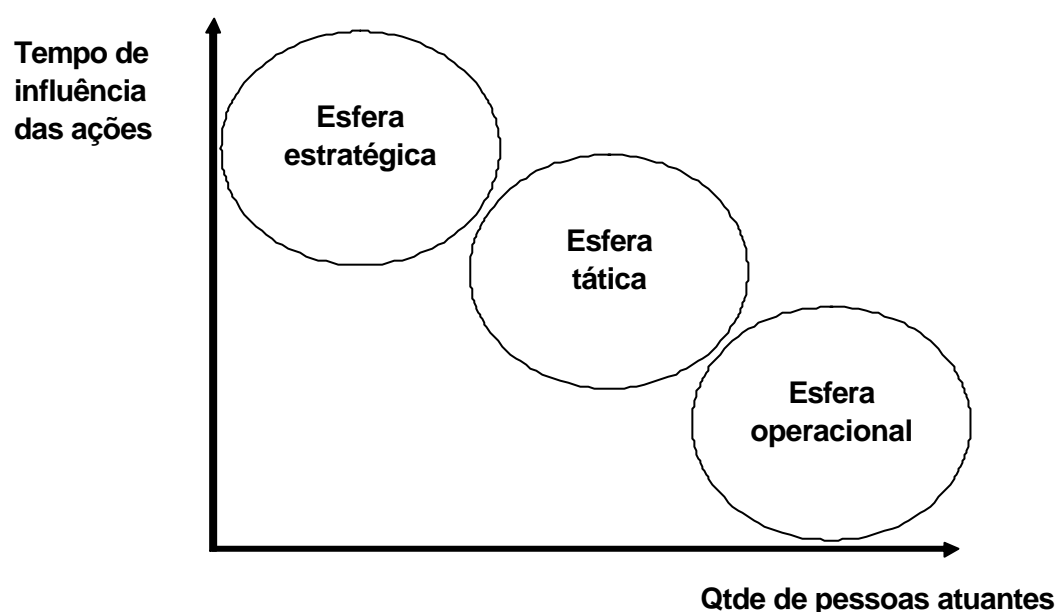 Tempo de
influência
das ações
Esfera
estratégica
Esfera
tática
Esfera
operacional
Qtde de pessoas atuantes